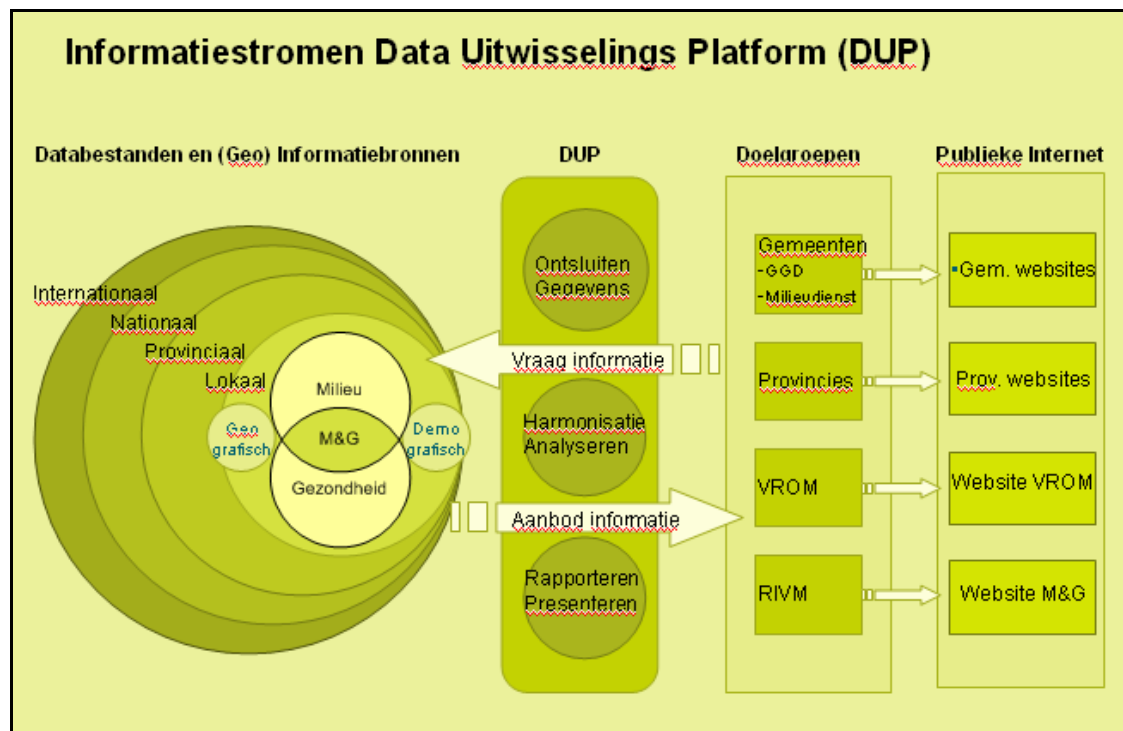 Informatiestromen Data Uitwisselings Platform (DUP)
Databestanden en (Geo) Informatiebronnen
DUP
Doelgroepen
Publieke Internet
Internationaal
Nationaal
Provinciaal
Lokaal
Milieu
Geo
grafisch
M&G
Demo
grafisch
Gezondheid
Ontsluiten
Gegevens
Vraag informatie
Harmonisatie
Analyseren
Aanbod informatie
Rapporteren
Presenteren
Gemeenten
-GGD
-Milieudienst
Provincies
VROM
RIVM
▪Gem. websites
Prov. websites
Website VROM
Website M&G